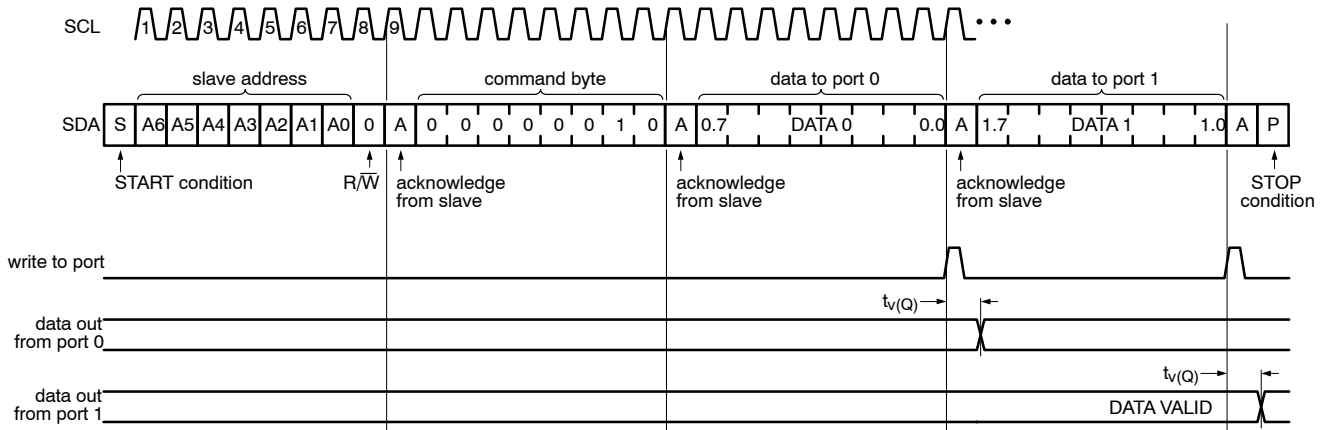 SCL 1 2 3 4 5 6 7 8 9 •••
slave address command byte data to port 0 data to port 1
SDA S A6 A5 A4 A3 A2 A1 A0 0 A 0 0 0 0 0 0 1 0 A 0.7 DATA 0 0.0 A 1.7 DATA 1 1.0 A P
START condition R/W̅ acknowledge from slave acknowledge from slave acknowledge from slave STOP condition
write to port
tv(Q)
data out
from port 0
tv(Q)
data out
from port 1
DATA VALID